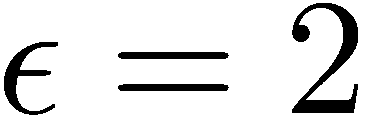 ϵ = 2